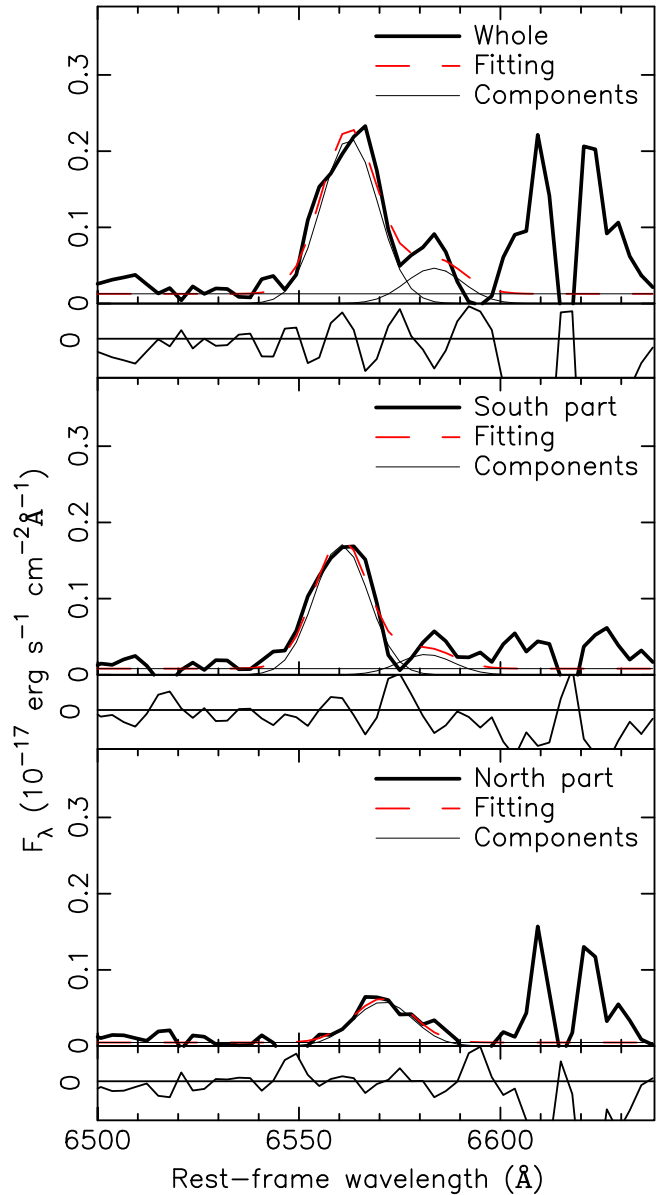 Whole
Fitting
Components
0.3
0.2
0.1
0
0
South part
Fitting
Components
0.3
0.2
0.1
0
0
North part
Fitting
Components
0.3
0.2
0.1
0
0
F_λ (10^−17 erg s^−1 cm^−2 Å^−1)
6500 6550 6600
Rest−frame wavelength (Å)